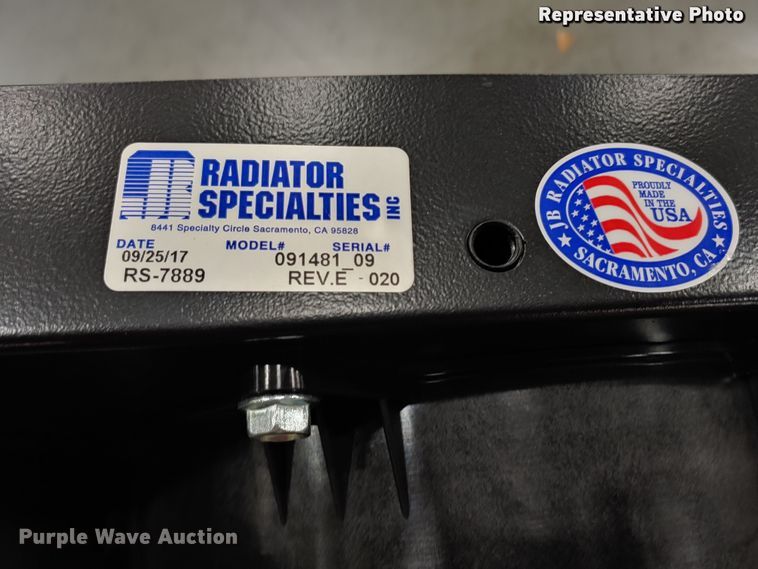 Representative Photo
JB RADIATOR
SPECIALTIES INC
8441 Specialty Circle Sacramento, CA 95828
DATE MODEL# SERIAL#
09/25/17 091481_09
RS-7889 REV.E - 020
JB RADIATOR SPECIALTIES
PROUDLY
MADE
IN THE
USA
SACRAMENTO, CA
Purple Wave Auction